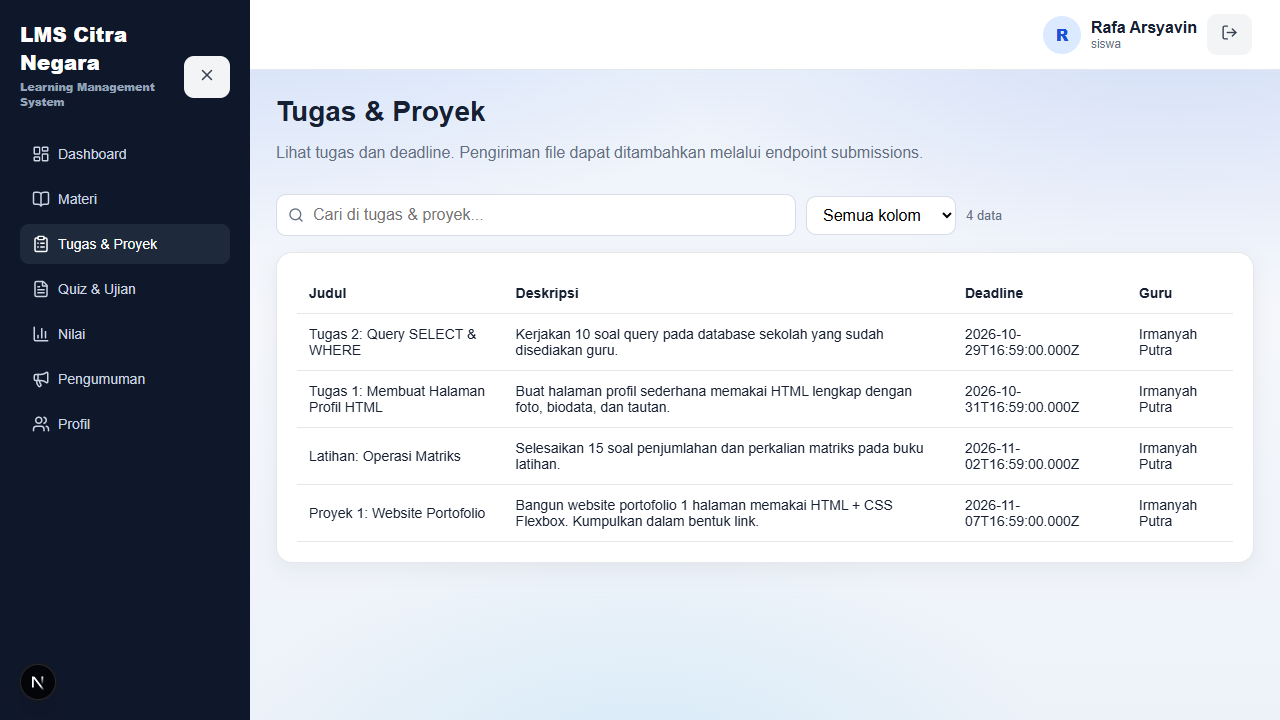 LMS Citra
Negara
Learning Management
System
Dashboard
Materi
Tugas & Proyek
Quiz & Ujian
Nilai
Pengumuman
Profil
N
R
Rafa Arsyavin
siswa
Tugas & Proyek
Lihat tugas dan deadline. Pengiriman file dapat ditambahkan melalui endpoint submissions.
Cari di tugas & proyek...
Semua kolom
4 data
Judul Deskripsi Deadline Guru
Tugas 2: Query SELECT & WHERE
Kerjakan 10 soal query pada database sekolah yang sudah
disediakan guru.
2026-10-
29T16:59:00.000Z
Irmanyah
Putra
Tugas 1: Membuat Halaman
Profil HTML
Buat halaman profil sederhana memakai HTML lengkap dengan
foto, biodata, dan tautan.
2026-10-
31T16:59:00.000Z
Irmanyah
Putra
Latihan: Operasi Matriks
Selesaikan 15 soal penjumlahan dan perkalian matriks pada buku
latihan.
2026-11-
02T16:59:00.000Z
Irmanyah
Putra
Proyek 1: Website Portofolio
Bangun website portofolio 1 halaman memakai HTML + CSS
Flexbox. Kumpulkan dalam bentuk link.
2026-11-
07T16:59:00.000Z
Irmanyah
Putra